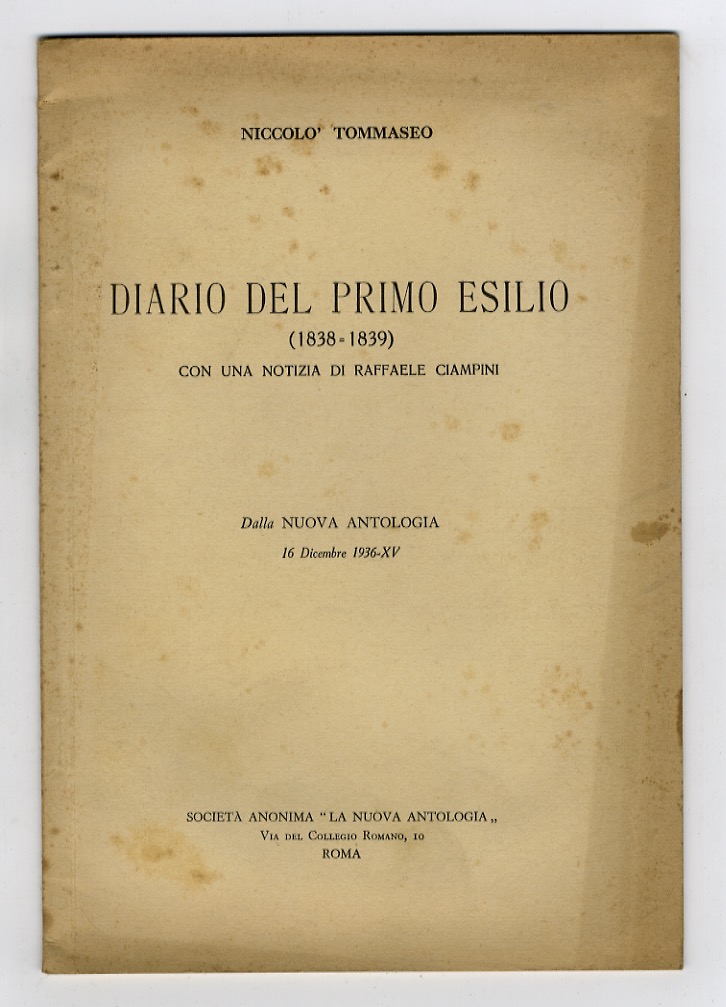 NICCOLO' TOMMASEO
DIARIO DEL PRIMO ESILIO
(1838=1839)
CON UNA NOTIZIA DI RAFFAELE CIAMPINI
Dalla NUOVA ANTOLOGIA
16 Dicembre 1936-XV
SOCIETÀ ANONIMA "LA NUOVA ANTOLOGIA„
VIA DEL COLLEGIO ROMANO, 10
ROMA